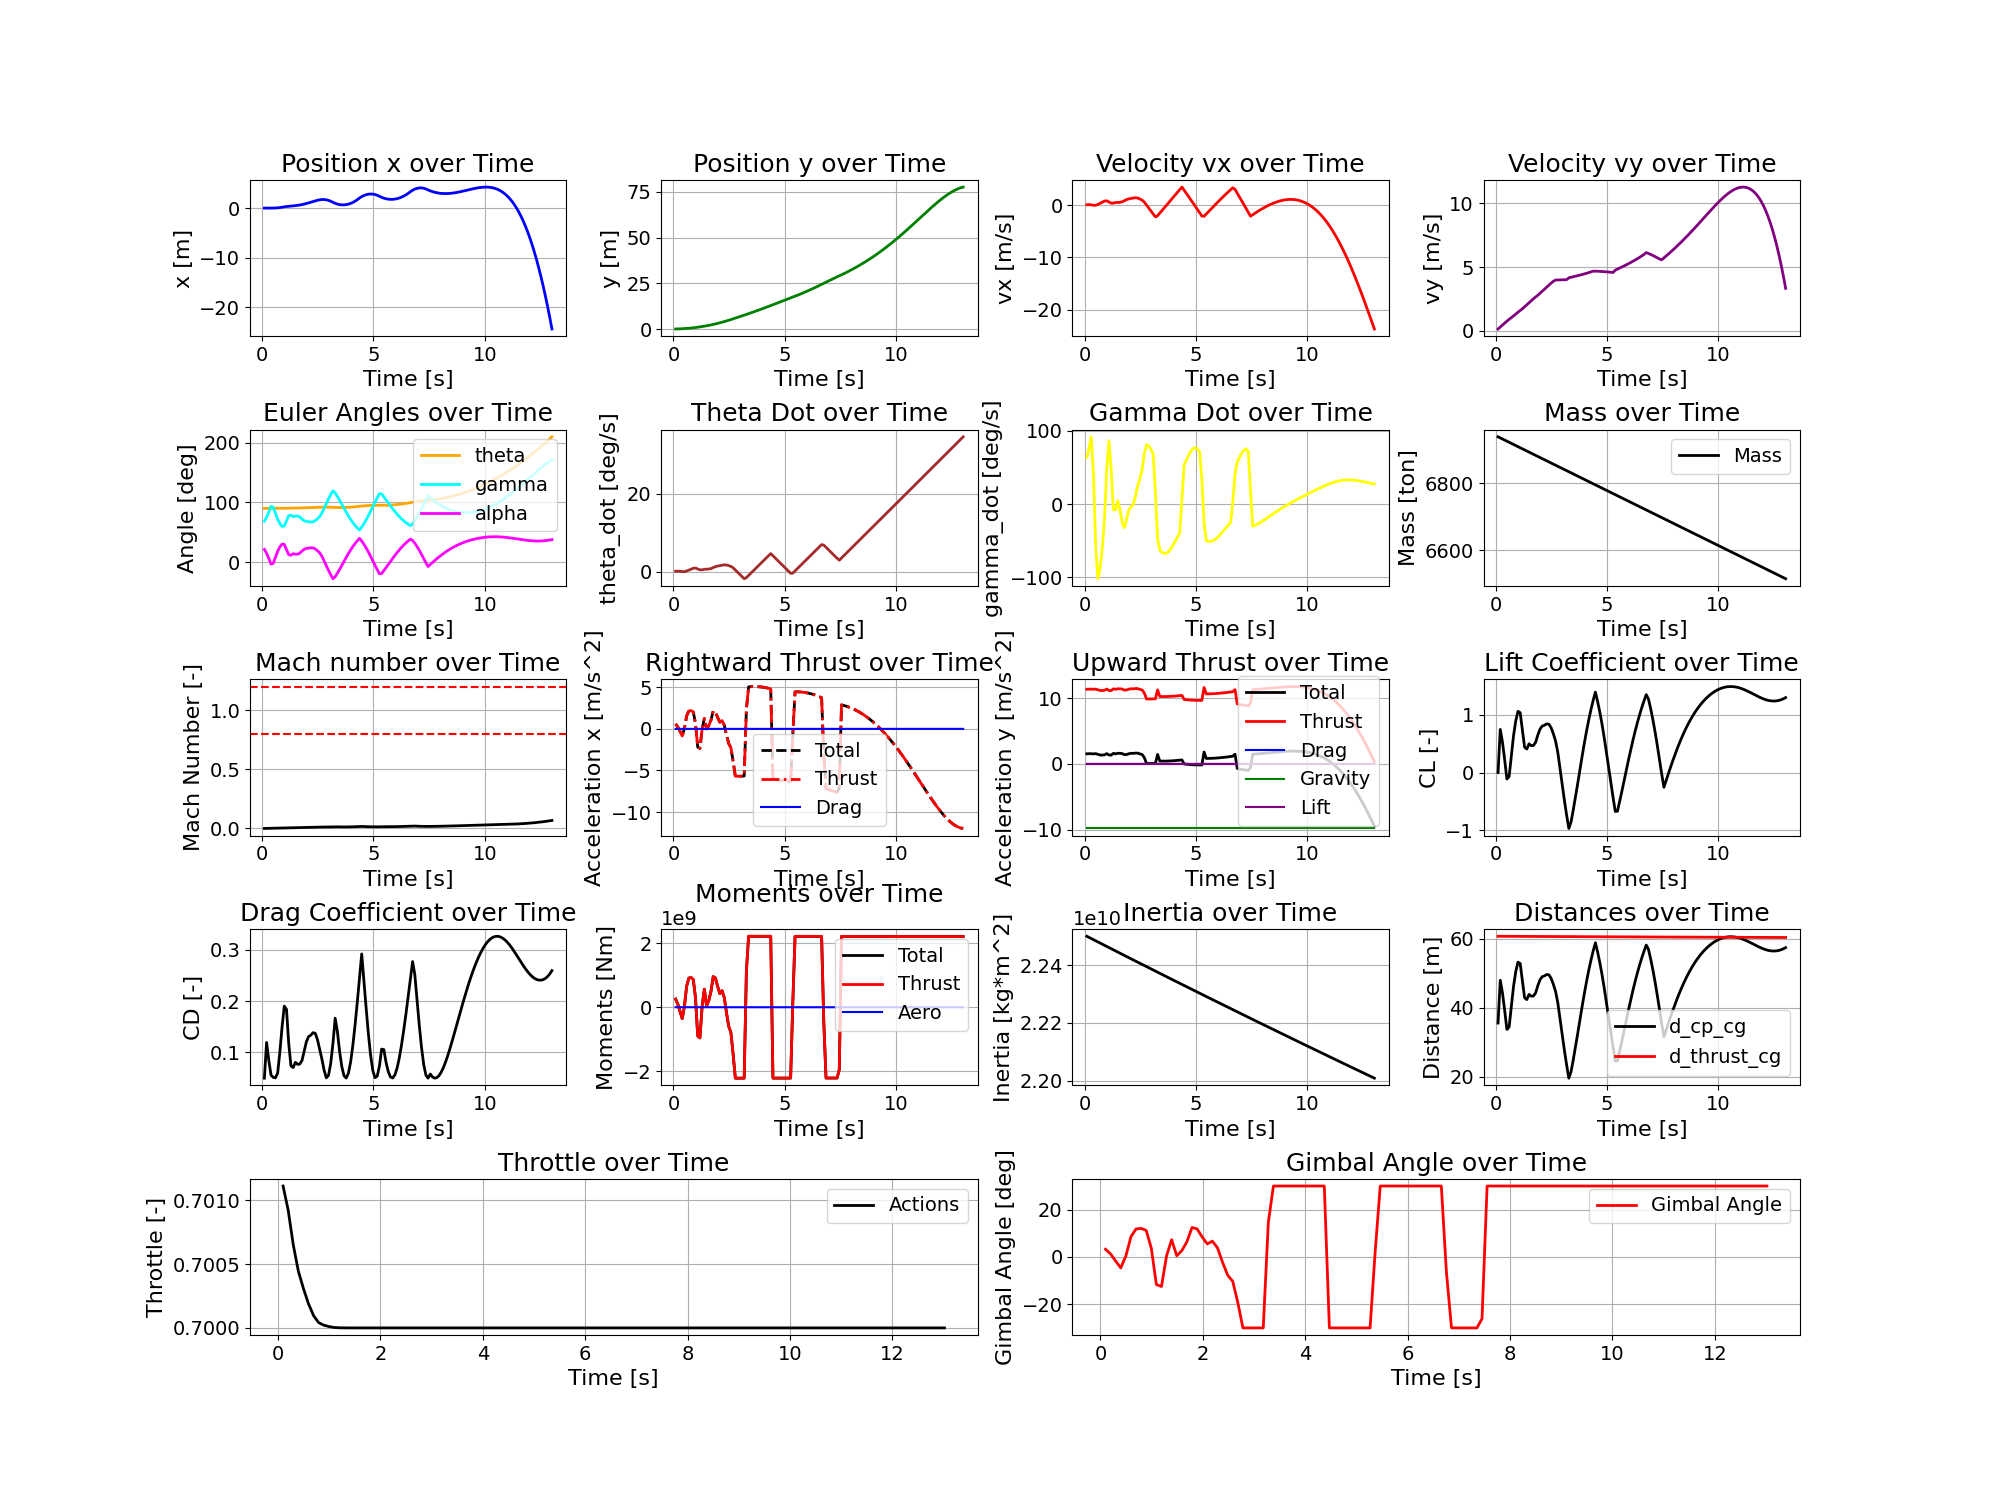 Position x over Time
x [m]
0
−10
−20
0 5 10
Time [s]
Position y over Time
y [m]
75
50
25
0
0 5 10
Time [s]
Velocity vx over Time
vx [m/s]
0
−10
−20
0 5 10
Time [s]
Velocity vy over Time
vy [m/s]
10
5
0
0 5 10
Time [s]
Euler Angles over Time
Angle [deg]
200
100
0
theta
gamma
alpha
0 5 10
Time [s]
Theta Dot over Time
theta_dot [deg/s]
20
0
0 5 10
Time [s]
Gamma Dot over Time
gamma_dot [deg/s]
100
0
−100
0 5 10
Time [s]
Mass over Time
Mass [ton]
6800
6600
Mass
0 5 10
Time [s]
Mach number over Time
Mach Number [-]
1.0
0.5
0.0
0 5 10
Time [s]
Rightward Thrust over Time
Acceleration x [m/s^2]
5
0
−5
−10
Total
Thrust
Drag
0 5 10
Time [s]
Upward Thrust over Time
Acceleration y [m/s^2]
10
0
−10
Total
Thrust
Drag
Gravity
Lift
0 5 10
Time [s]
Lift Coefficient over Time
CL [-]
1
0
−1
0 5 10
Time [s]
Drag Coefficient over Time
CD [-]
0.3
0.2
0.1
0 5 10
Time [s]
Moments over Time
1e9
Moments [Nm]
2
0
−2
Total
Thrust
Aero
0 5 10
Time [s]
Inertia over Time
1e10
Inertia [kg*m^2]
2.24
2.22
2.20
0 5 10
Time [s]
Distances over Time
Distance [m]
60
40
20
d_cp_cg
d_thrust_cg
0 5 10
Time [s]
Throttle over Time
Throttle [-]
0.7010
0.7005
0.7000
Actions
0 2 4 6 8 10 12
Time [s]
Gimbal Angle over Time
Gimbal Angle [deg]
20
0
−20
Gimbal Angle
0 2 4 6 8 10 12
Time [s]